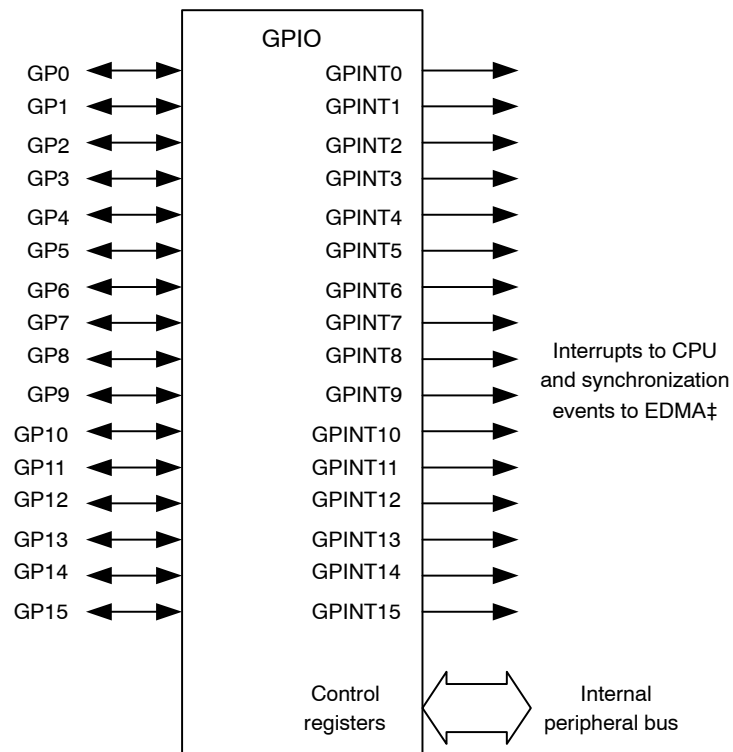 GPIO
GP0 GPINT0
GP1 GPINT1
GP2 GPINT2
GP3 GPINT3
GP4 GPINT4
GP5 GPINT5
GP6 GPINT6
GP7 GPINT7
GP8 GPINT8
GP9 GPINT9
GP10 GPINT10
GP11 GPINT11
GP12 GPINT12
GP13 GPINT13
GP14 GPINT14
GP15 GPINT15
Interrupts to CPU
and synchronization
events to EDMA‡
Control
registers
Internal
peripheral bus